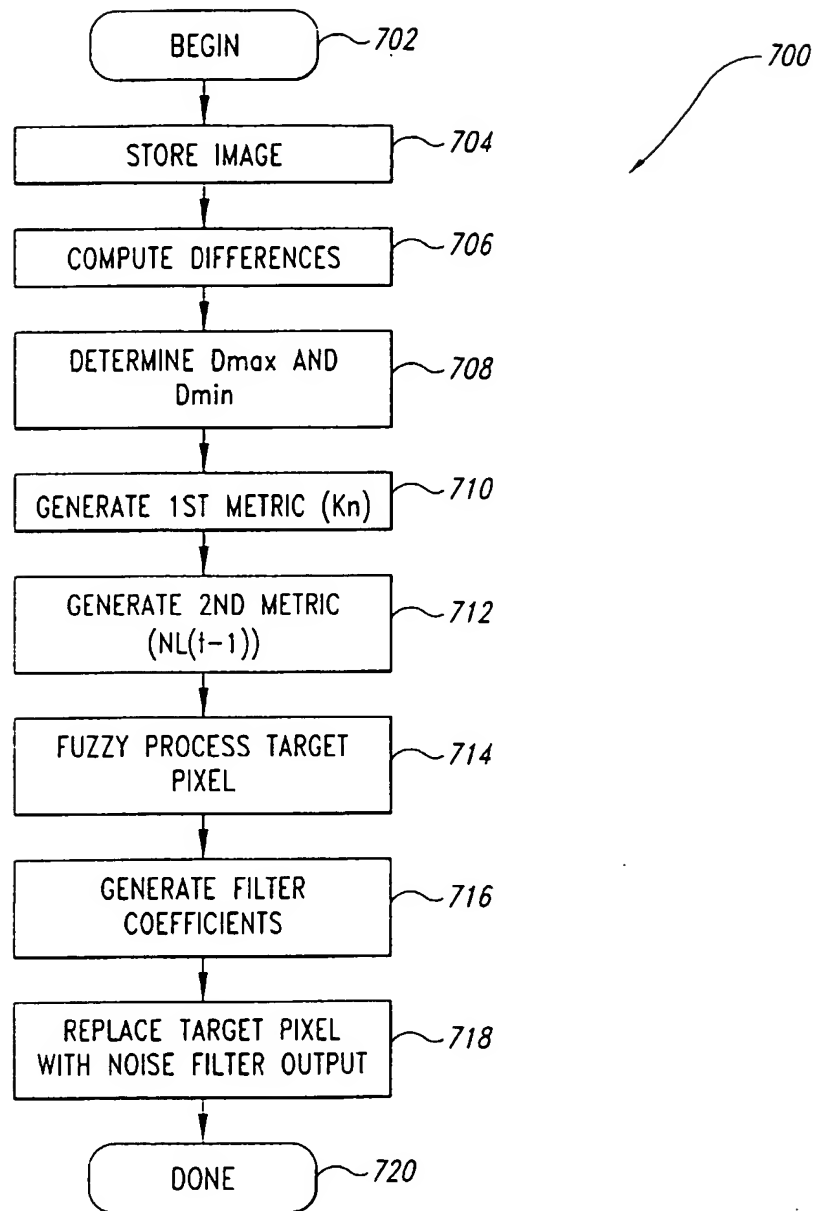 BEGIN
702
700
STORE IMAGE
704
COMPUTE DIFFERENCES
706
DETERMINE Dmax AND
Dmin
708
GENERATE 1ST METRIC (Kn)
710
GENERATE 2ND METRIC
(NL(t-1))
712
FUZZY PROCESS TARGET
PIXEL
714
GENERATE FILTER
COEFFICIENTS
716
REPLACE TARGET PIXEL
WITH NOISE FILTER OUTPUT
718
DONE
720